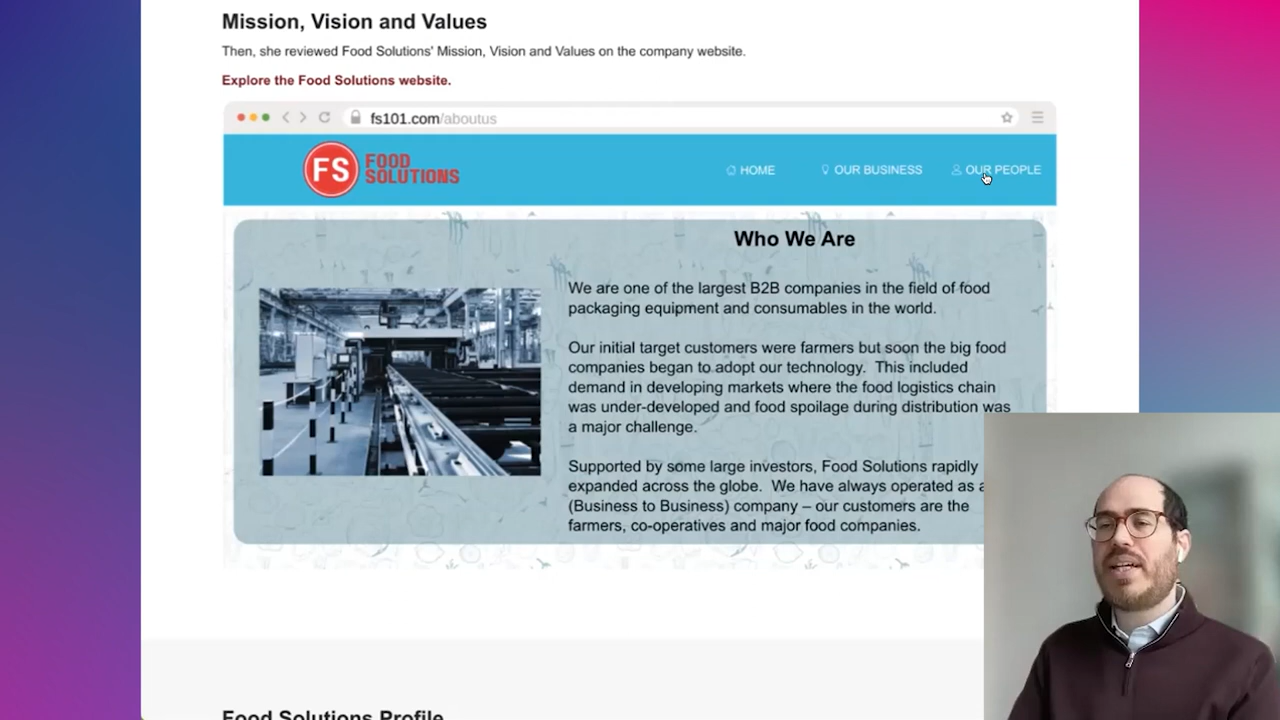 Mission, Vision and Values
Then, she reviewed Food Solutions' Mission, Vision and Values on the company website.
Explore the Food Solutions website.
fs101.com/aboutus
FS FOOD SOLUTIONS
HOME
OUR BUSINESS
OUR PEOPLE
Who We Are
We are one of the largest B2B companies in the field of food
packaging equipment and consumables in the world.
Our initial target customers were farmers but soon the big food
companies began to adopt our technology. This included
demand in developing markets where the food logistics chain
was under-developed and food spoilage during distribution was
a major challenge.
Supported by some large investors, Food Solutions rapidly
expanded across the globe. We have always operated as
(Business to Business) company – our customers are the
farmers, co-operatives and major food companies.
Food Solutions Profile